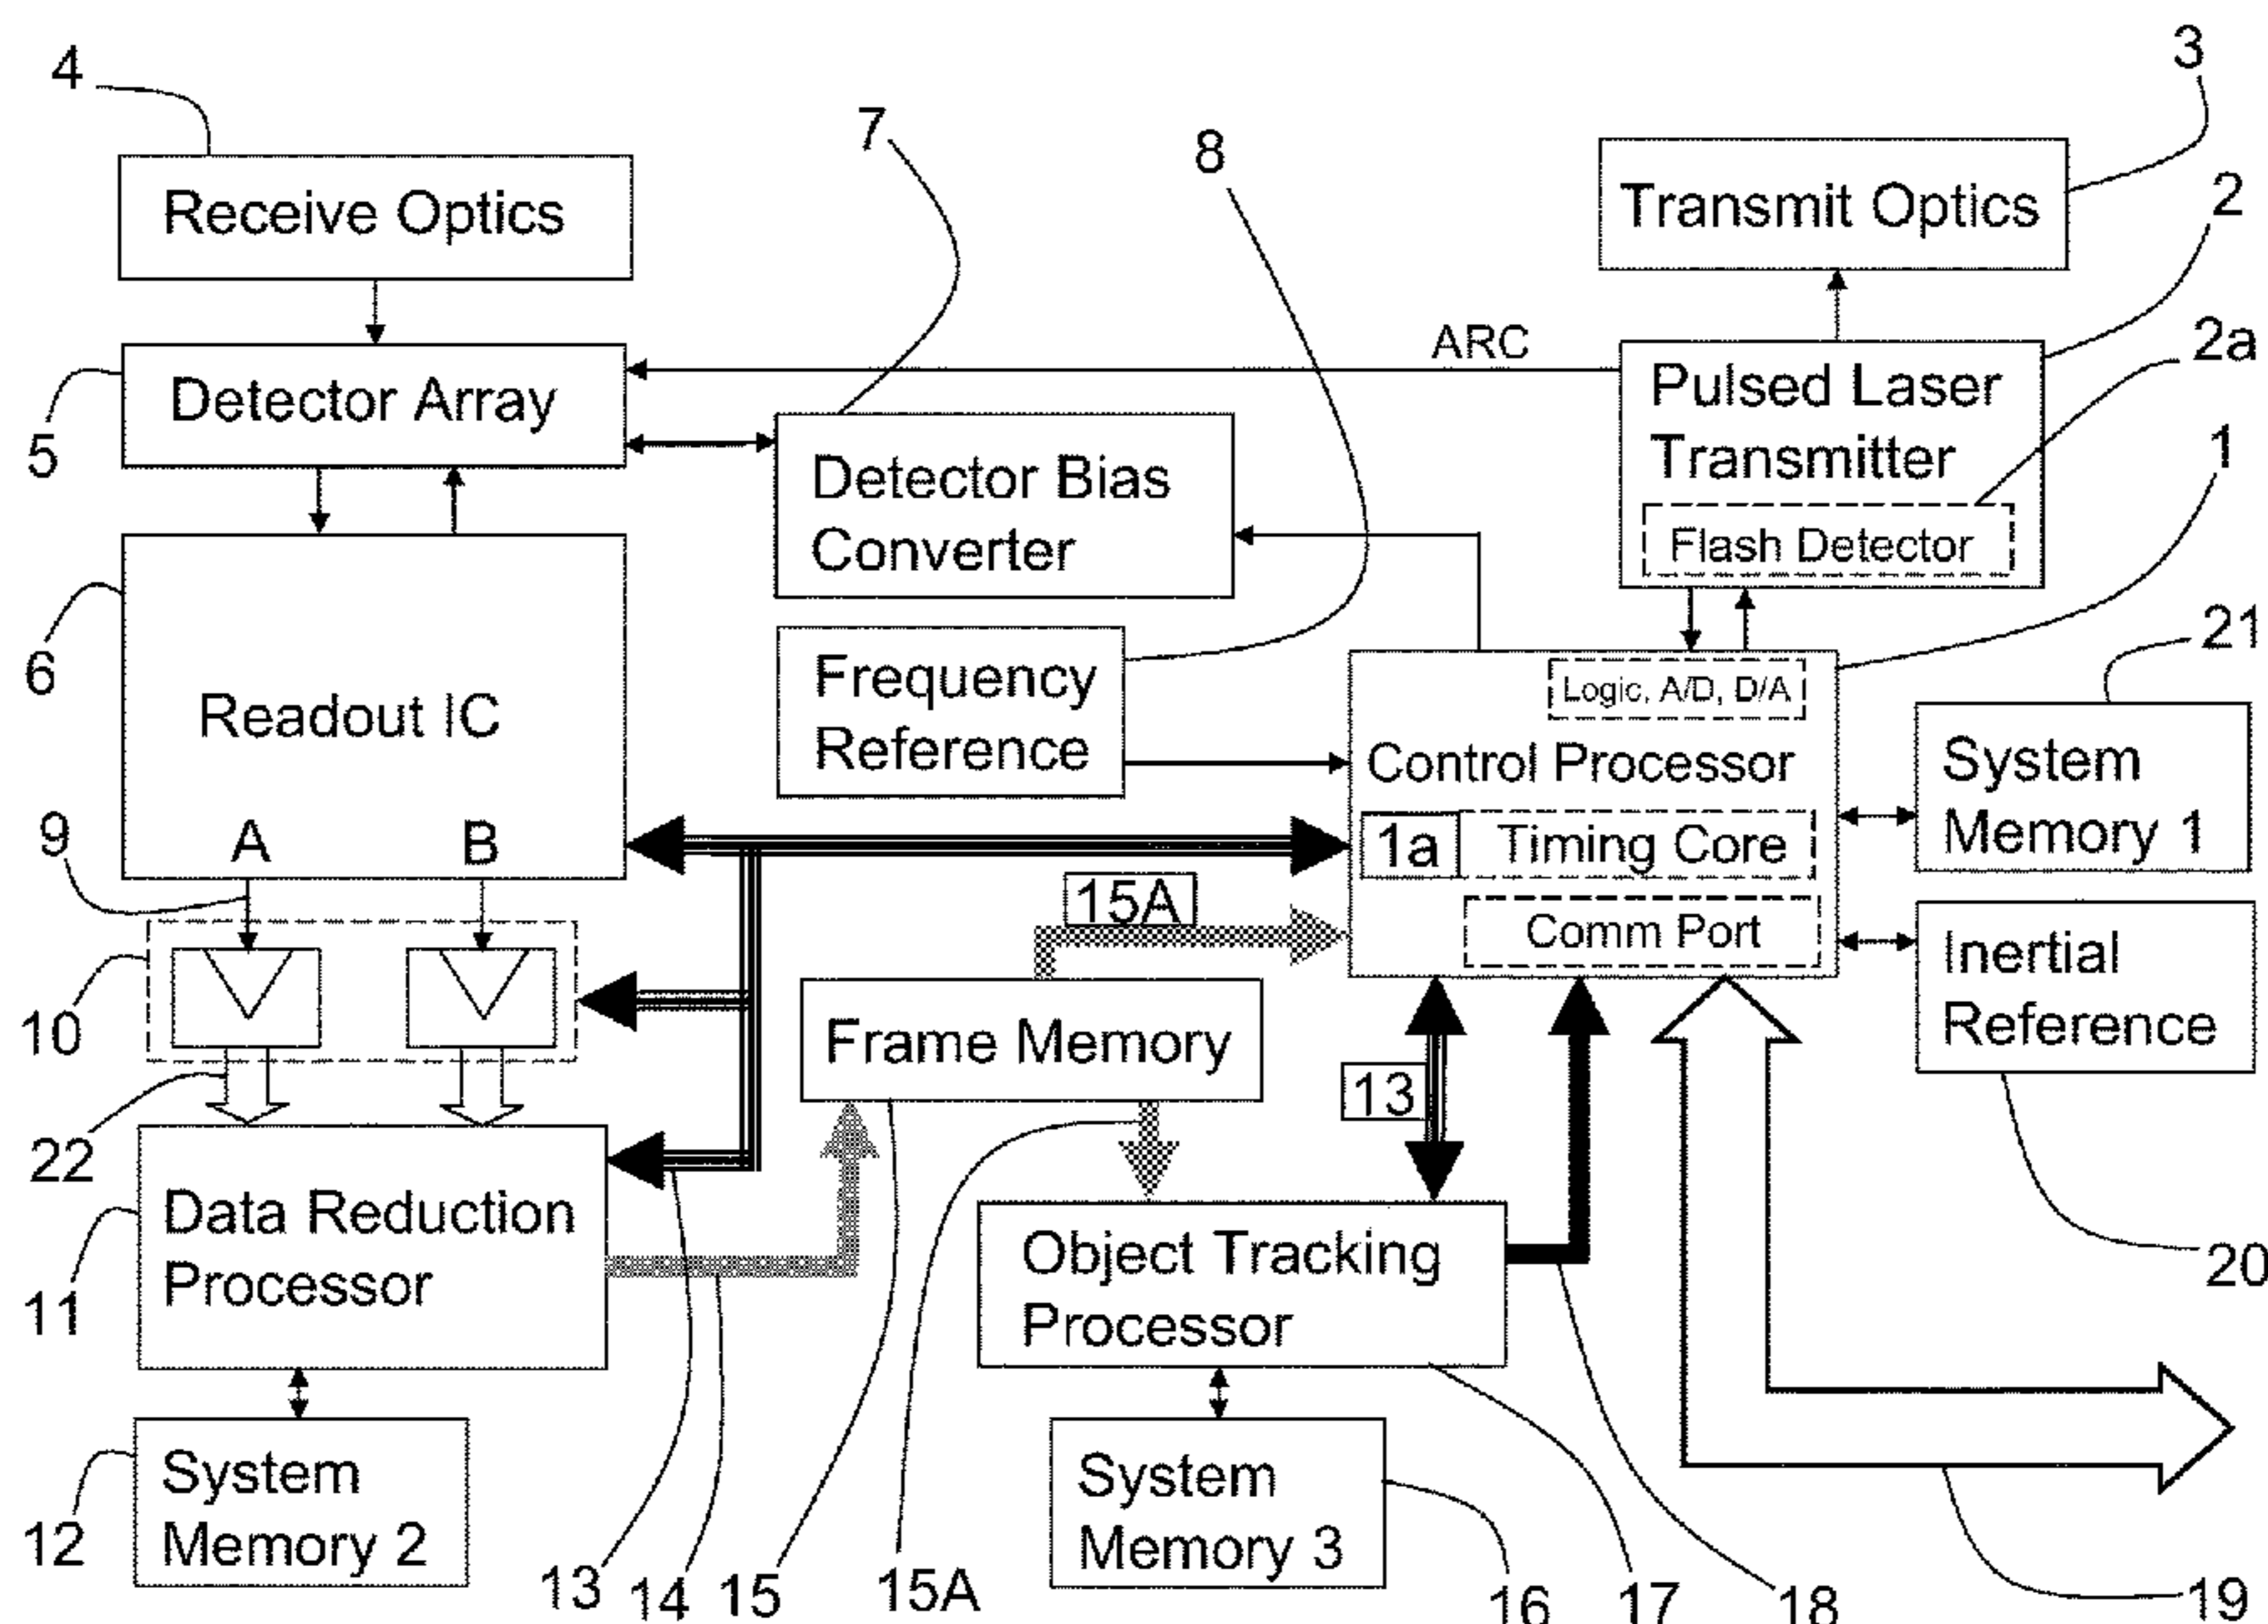 4
3
7
8
Receive Optics
Transmit Optics
2
ARC
2a
Detector Array
Pulsed Laser
Transmitter
5
1
Detector Bias
Converter
Flash Detector
6
21
Frequency
Reference
Logic, A/D, D/A
Readout IC
Control Processor
System
Memory 1
9
A
B
1a
Timing Core
15A
Comm Port
Inertial
Reference
10
Frame Memory
13
22
Data Reduction
Processor
Object Tracking
Processor
11
20
System
Memory 2
System
Memory 3
12
13
14
15
15A
16
17
18
19